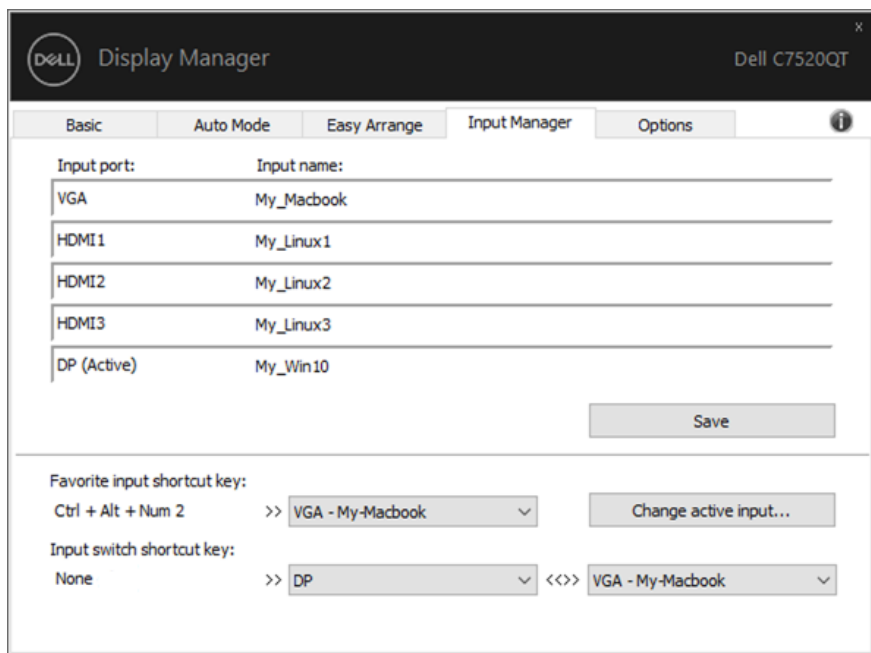 x
DELL Display Manager Dell C7520QT
Basic Auto Mode Easy Arrange Input Manager Options i
Input port: Input name:
VGA My_Macbook
HDMI1 My_Linux1
HDMI2 My_Linux2
HDMI3 My_Linux3
DP (Active) My_Win10
Save
Favorite input shortcut key:
Ctrl + Alt + Num 2 >> VGA - My-Macbook Change active input...
Input switch shortcut key:
None >> DP <<>> VGA - My-Macbook